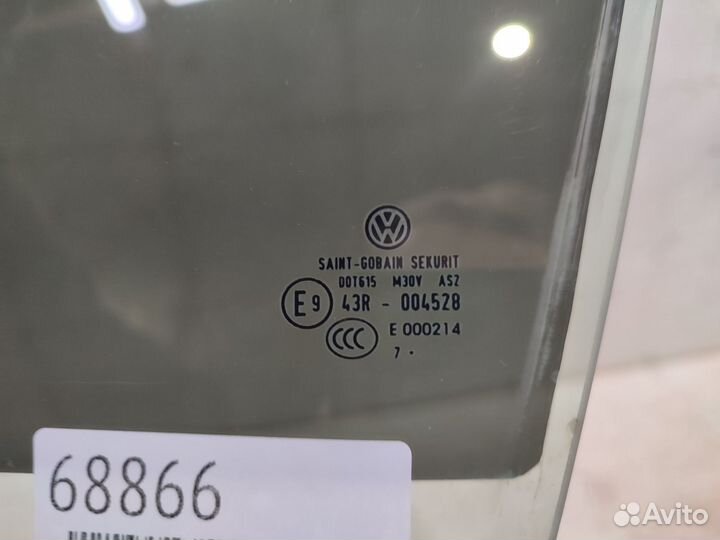 SAINT-GOBAIN SEKURIT
DOT615 M30V AS2
E9 43R - 004528
CCC E 000214
7 •
68866
Avito